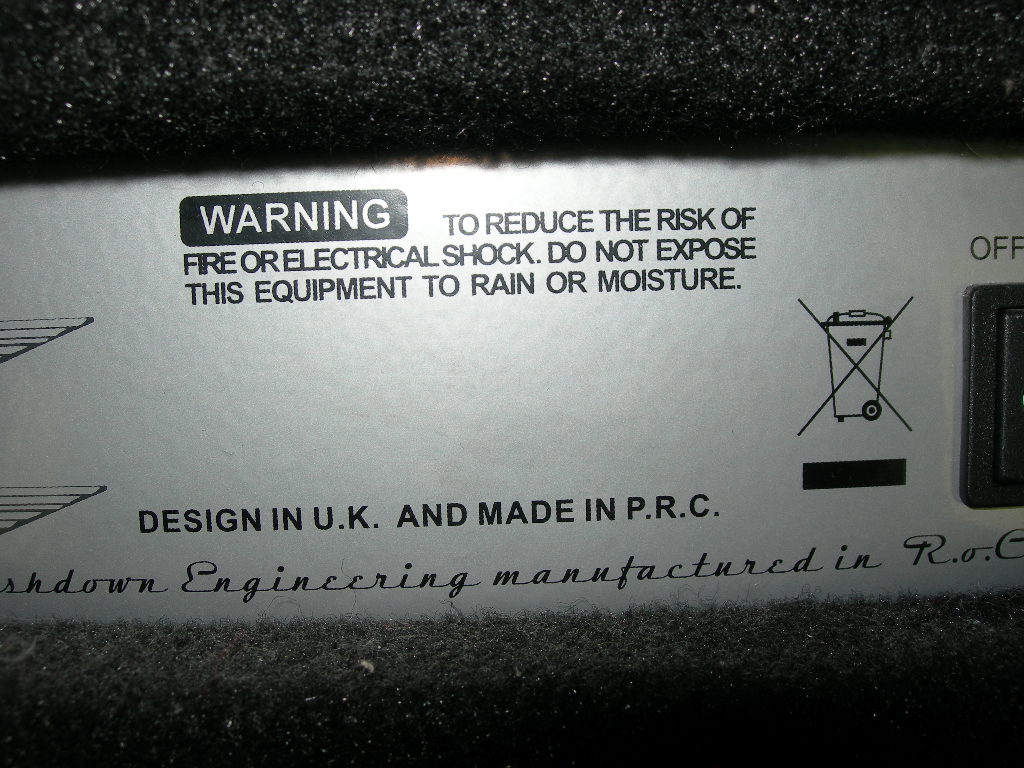 WARNING TO REDUCE THE RISK OF
FIRE OR ELECTRICAL SHOCK. DO NOT EXPOSE
THIS EQUIPMENT TO RAIN OR MOISTURE.
OFF
DESIGN IN U.K. AND MADE IN P.R.C.
shdown Engineering manufactured in R.o.C